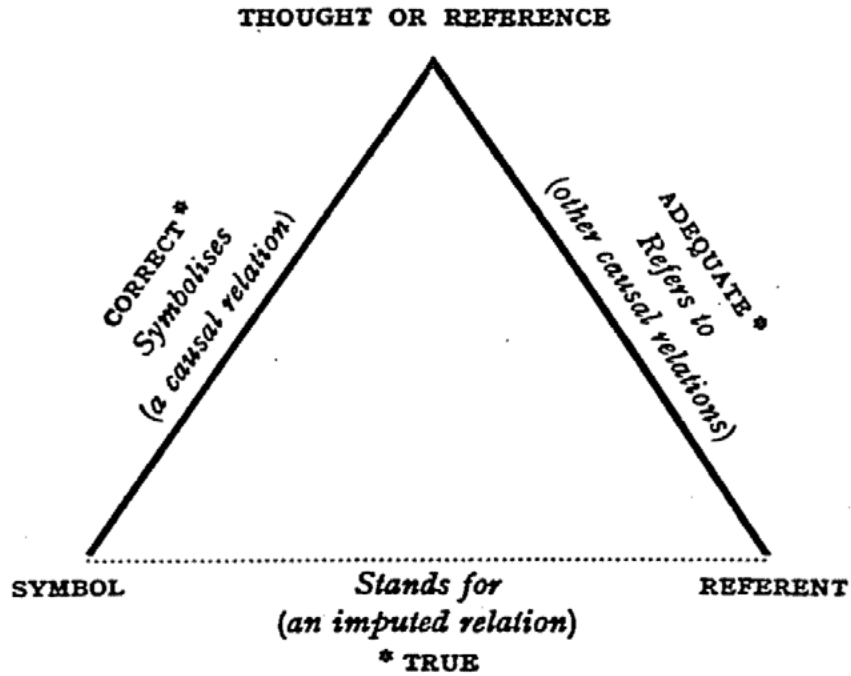 THOUGHT OR REFERENCE
CORRECT*
Symbolises
(a causal relation)
ADEQUATE*
Refers to
(other causal relations)
SYMBOL
Stands for
(an imputed relation)
* TRUE
REFERENT